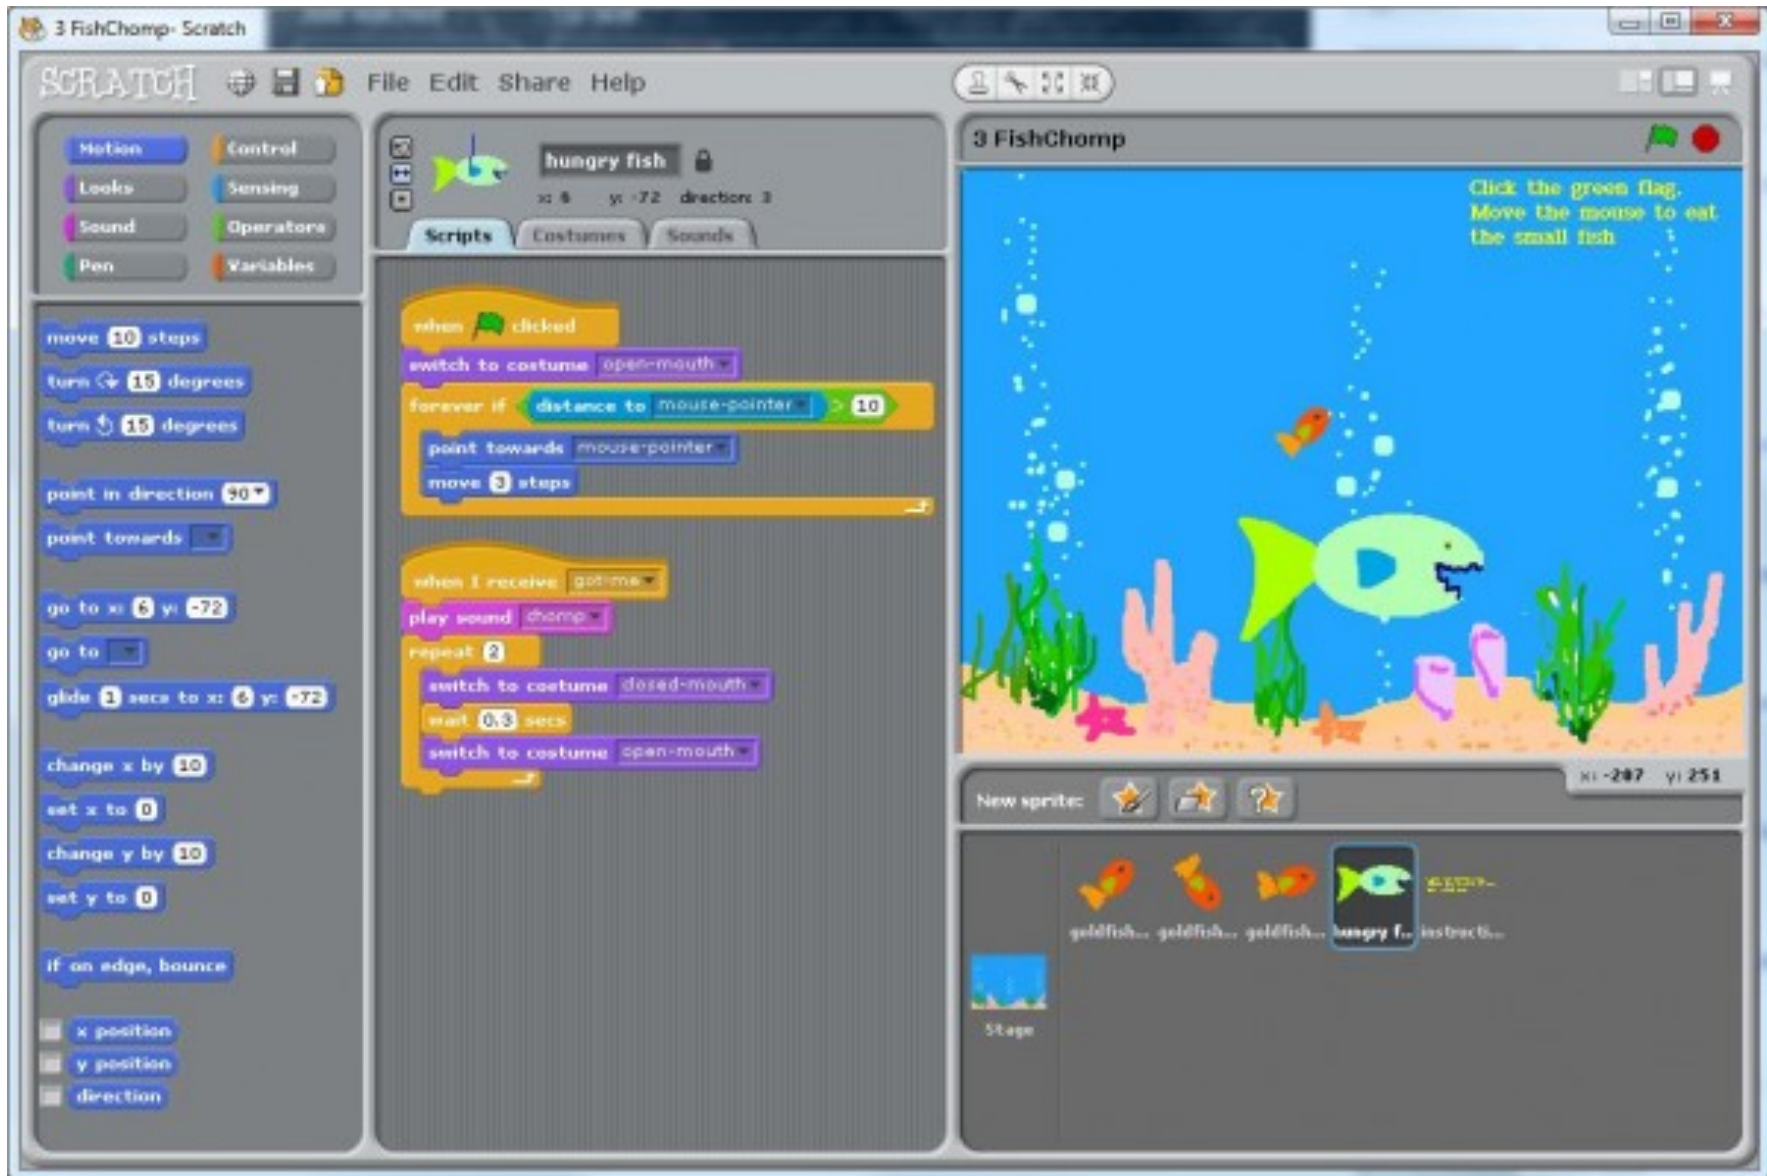 3 FishChomp- Scratch
SCRATCH File Edit Share Help
Motion Control
Looks Sensing
Sound Operators
Pen Variables
move 10 steps
turn 15 degrees
turn 15 degrees
point in direction 90
point towards
go to x: 6 y: -72
go to
glide 1 secs to x: 6 y: -72
change x by 10
set x to 0
change y by 10
set y to 0
if on edge, bounce
x position
y position
direction
hungry fish
x: 6 y: -72 direction: 3
Scripts Costumes Sounds
when clicked
switch to costume open-mouth
forever if distance to mouse-pointer > 10
point towards mouse-pointer
move 3 steps
when I receive got-me
play sound chomp
repeat 2
switch to costume closed-mouth
wait 0.3 secs
switch to costume open-mouth
3 FishChomp
Click the green flag.
Move the mouse to eat
the small fish
x: -207 y: 251
New sprite:
goldfish... goldfish... goldfish... hungry f... instructi...
Stage